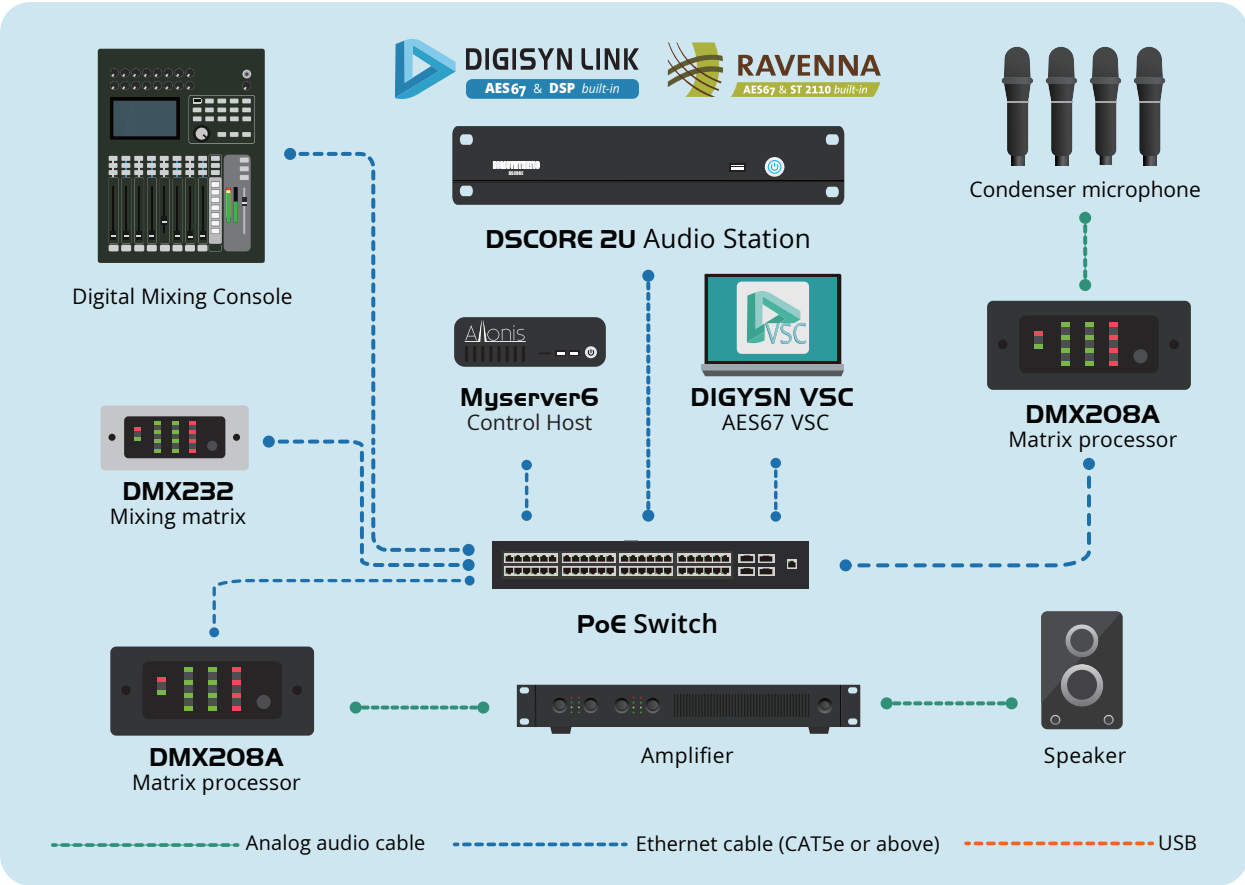 DIGISYN LINK
AES67 & DSP built-in
RAVENNA
AES67 & ST 2110 built-in
DSCORE
DSCORE 2U Audio Station
Condenser microphone
Digital Mixing Console
Allonis
VSC
Myserver6
Control Host
DIGYSN VSC
AES67 VSC
DMX208A
Matrix processor
DMX232
Mixing matrix
PoE Switch
DMX208A
Matrix processor
Amplifier
Speaker
Analog audio cable
Ethernet cable (CAT5e or above)
USB